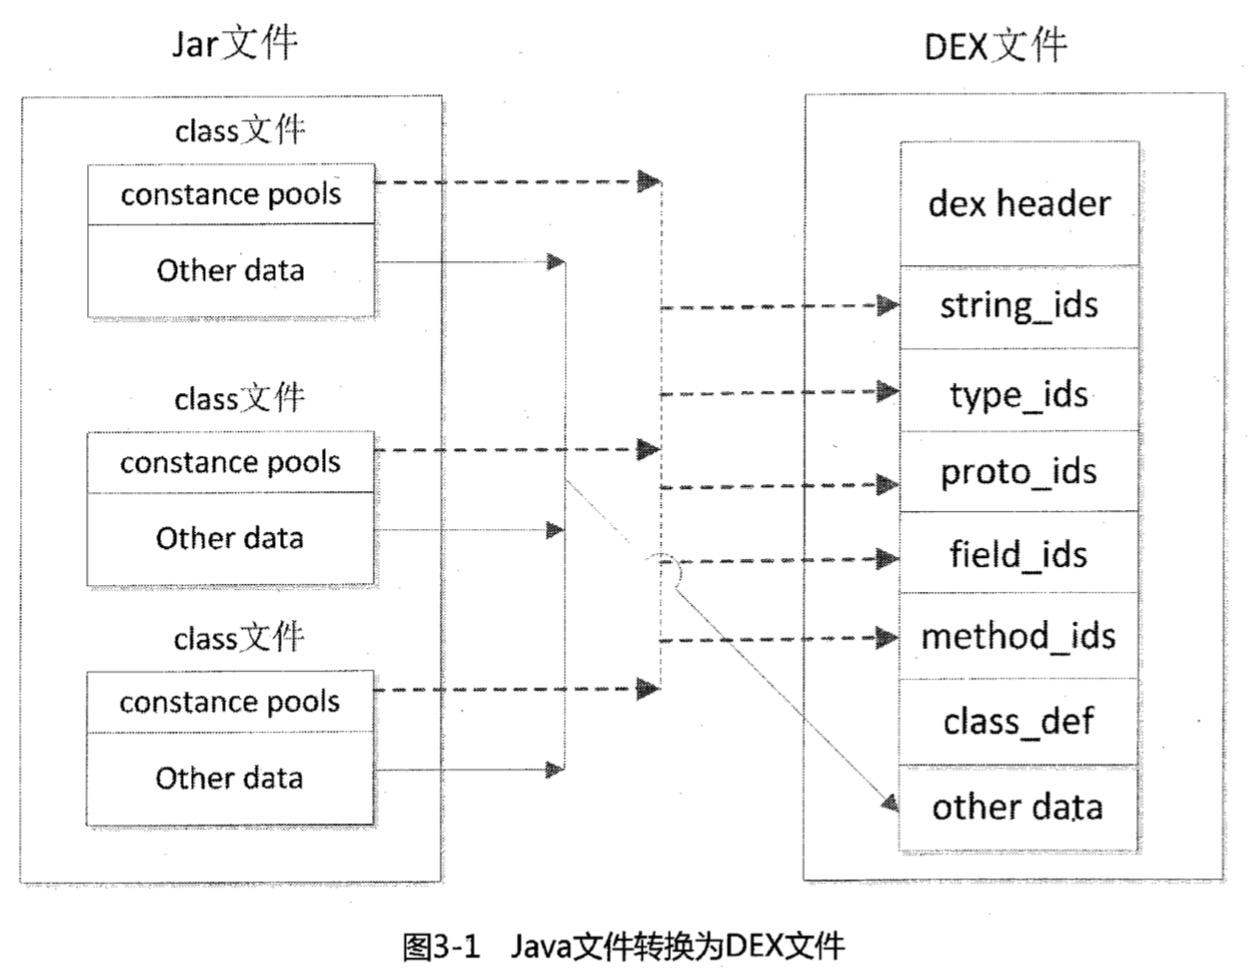 Jar文件
class文件
constance pools
Other data
class文件
constance pools
Other data
class文件
constance pools
Other data
DEX文件
dex header
string_ids
type_ids
proto_ids
field_ids
method_ids
class_def
other data
图3-1 Java文件转换为DEX文件